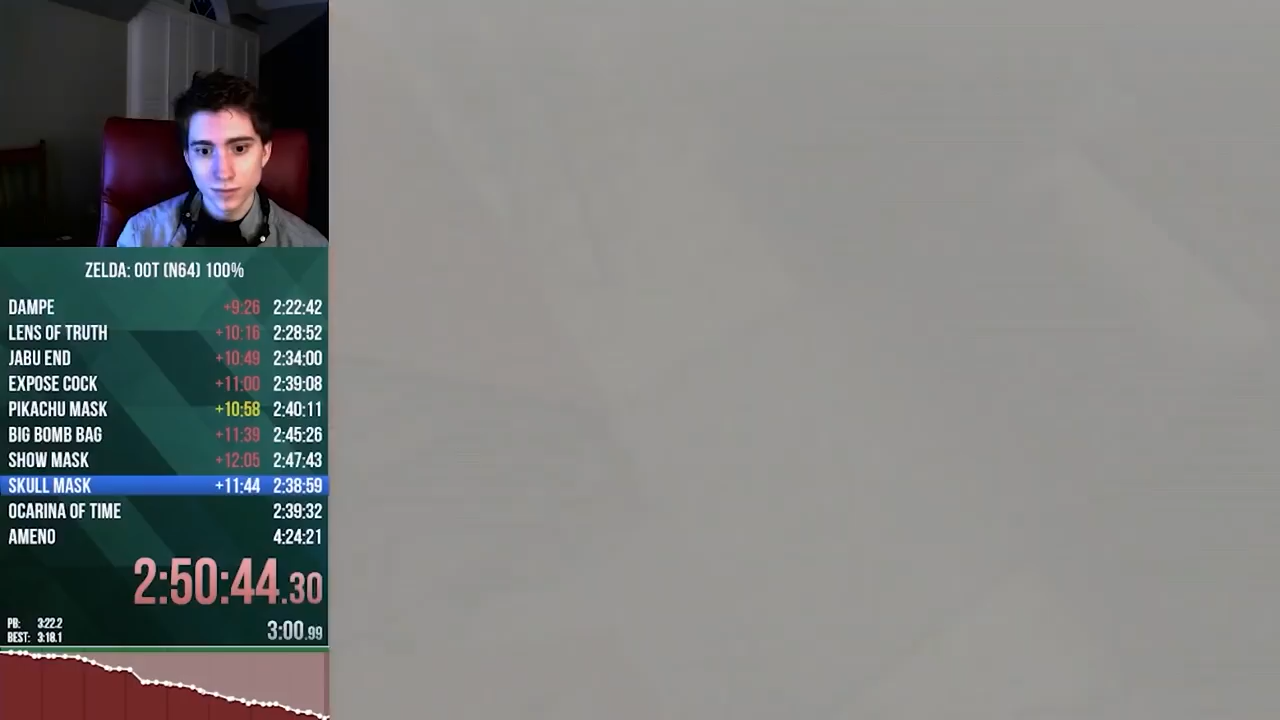 ZELDA: OOT (N64) 100%
DAMPE +9:26 2:22:42
LENS OF TRUTH +10:16 2:28:52
JABU END +10:49 2:34:00
EXPOSE COCK +11:00 2:39:08
PIKACHU MASK +10:58 2:40:11
BIG BOMB BAG +11:39 2:45:26
SHOW MASK +12:05 2:47:43
SKULL MASK +11:44 2:38:59
OCARINA OF TIME 2:39:32
AMENO 4:24:21
2:50:44.30
PB: 3:22.2
BEST: 3:18.1
3:00.99